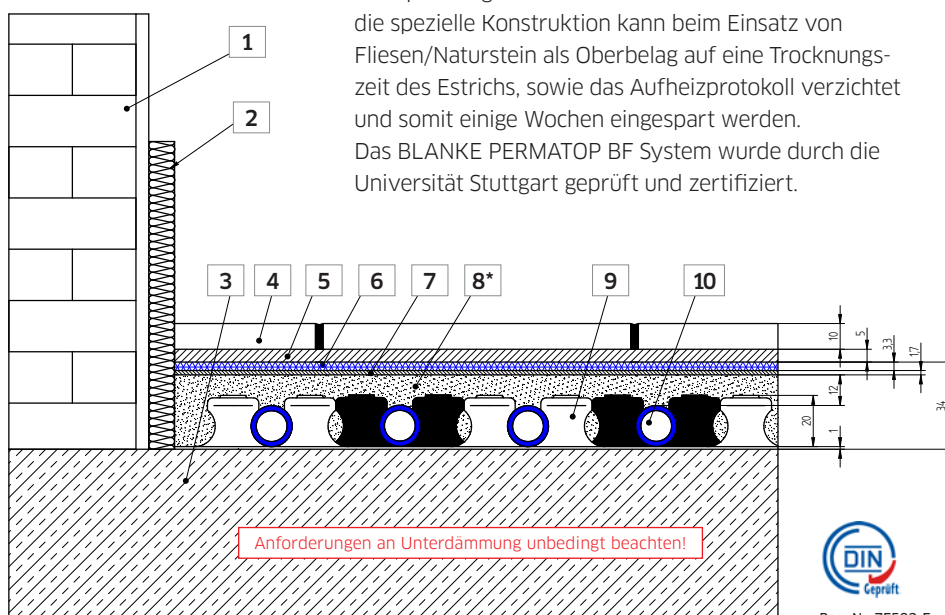 die spezielle Konstruktion kann beim Einsatz von
Fliesen/Naturstein als Oberbelag auf eine Trocknungs-
zeit des Estrichs, sowie das Aufheizprotokoll verzichtet
und somit einige Wochen eingespart werden.
Das BLANKE PERMATOP BF System wurde durch die
Universität Stuttgart geprüft und zertifiziert.
1
2
3
4
5
6
7
8*
9
10
10
5
3,3
1,7
12
20
1
34
Anforderungen an Unterdämmung unbedingt beachten!
DIN
Geprüft